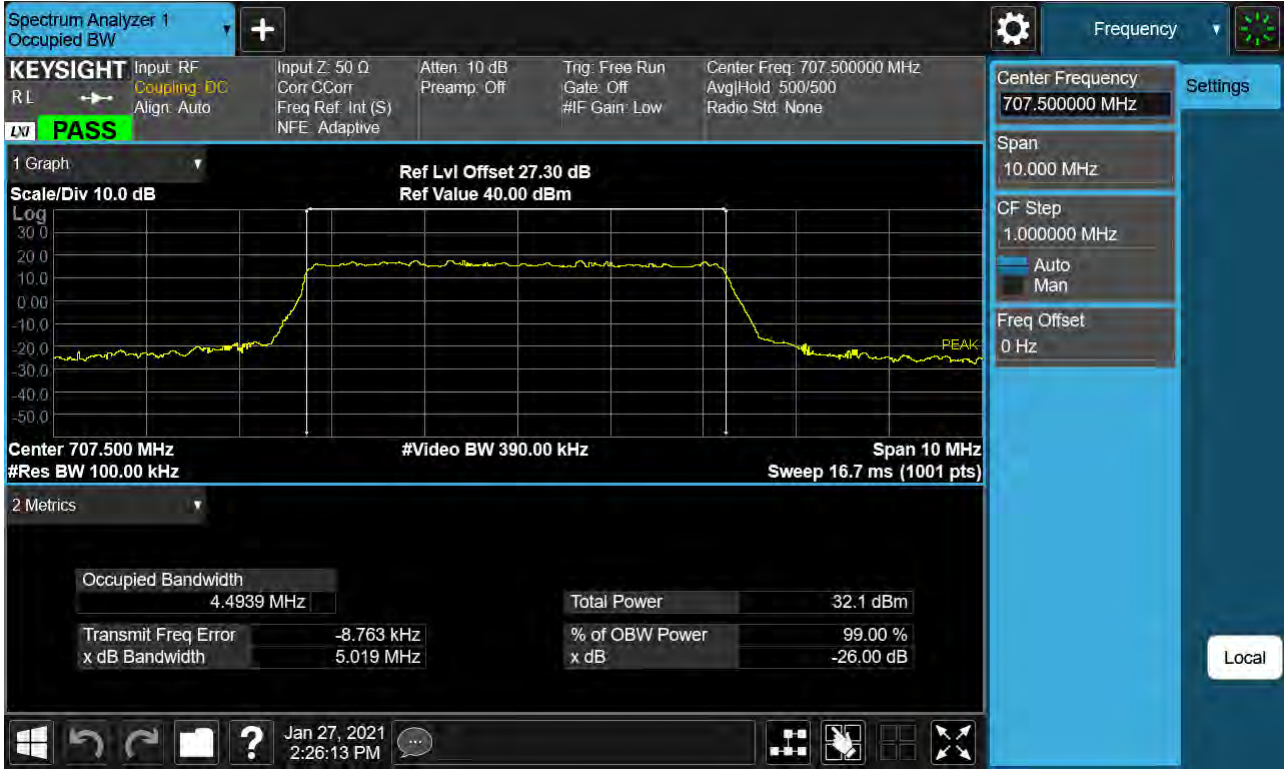 Spectrum Analyzer 1
Occupied BW
+
Frequency
KEYSIGHT
R L
LXI
PASS
Input: RF
Coupling: DC
Align: Auto
Input Z: 50 Ω
Corr CCorr
Freq Ref: Int (S)
NFE: Adaptive
Atten: 10 dB
Preamp: Off
Trig: Free Run
Gate: Off
#IF Gain: Low
Center Freq: 707.500000 MHz
Avg|Hold: 500/500
Radio Std: None
Center Frequency
707.500000 MHz
Settings
Span
10.000 MHz
CF Step
1.000000 MHz
Auto
Man
Freq Offset
0 Hz
Local
1 Graph
Scale/Div 10.0 dB
Ref Lvl Offset 27.30 dB
Ref Value 40.00 dBm
Log
30.0
20.0
10.0
0.00
-10.0
-20.0
-30.0
-40.0
-50.0
PEAK
Center 707.500 MHz
#Video BW 390.00 kHz
Span 10 MHz
#Res BW 100.00 kHz
Sweep 16.7 ms (1001 pts)
2 Metrics
Occupied Bandwidth
4.4939 MHz
Transmit Freq Error -8.763 kHz
x dB Bandwidth 5.019 MHz
Total Power 32.1 dBm
% of OBW Power 99.00 %
x dB -26.00 dB
?
Jan 27, 2021
2:26:13 PM